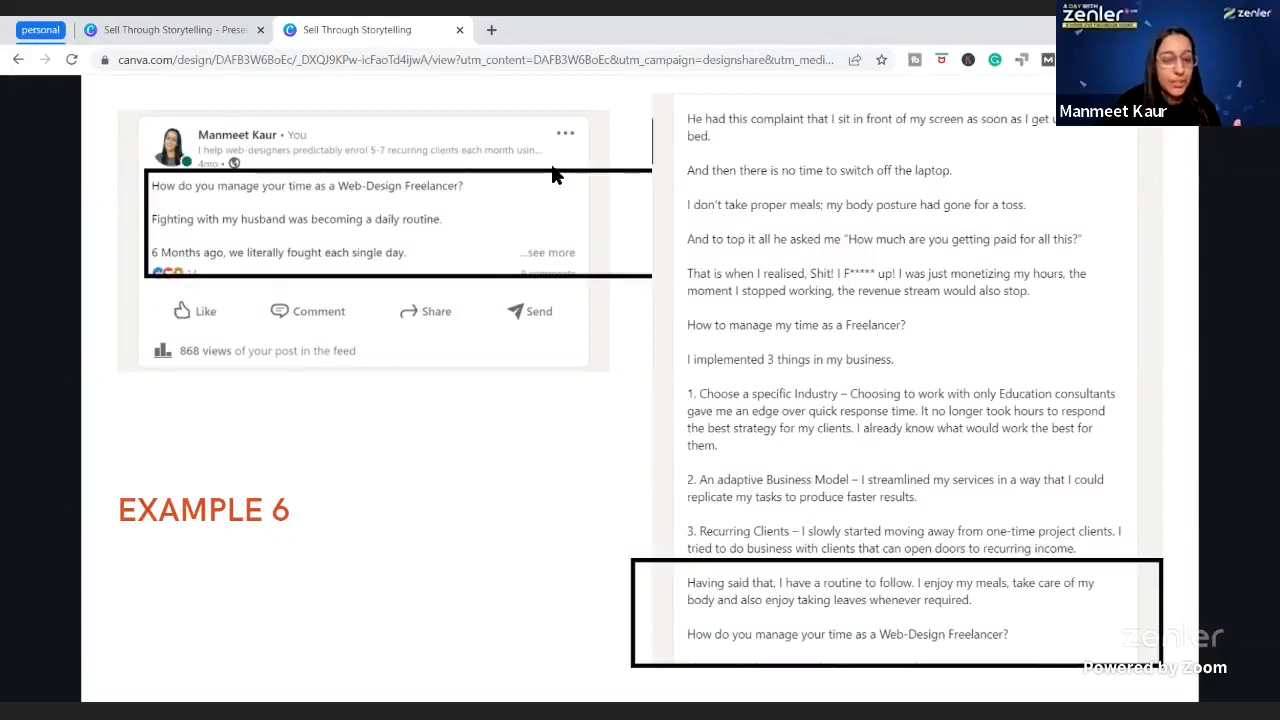 personal
Sell Through Storytelling - Prese
Sell Through Storytelling
canva.com/design/DAFB3W6BoEc/_DXQJ9KPw-icFaoTd4ijwA/view?utm_content=DAFB3W6BoEc&utm_campaign=designshare&utm_medi...
A DAY WITH
zenler
zenler
Manmeet Kaur
Manmeet Kaur • You
I help web-designers predictably enrol 5-7 recurring clients each month usin...
4mo •
How do you manage your time as a Web-Design Freelancer?
Fighting with my husband was becoming a daily routine.
6 Months ago, we literally fought each single day.
...see more
14
Like
Comment
Share
Send
868 views of your post in the feed
EXAMPLE 6
He had this complaint that I sit in front of my screen as soon as I get
bed.
And then there is no time to switch off the laptop.
I don't take proper meals; my body posture had gone for a toss.
And to top it all he asked me “How much are you getting paid for all this?”
That is when I realised, Shit! I F***** up! I was just monetizing my hours, the
moment I stopped working, the revenue stream would also stop.
How to manage my time as a Freelancer?
I implemented 3 things in my business.
1. Choose a specific Industry – Choosing to work with only Education consultants
gave me an edge over quick response time. It no longer took hours to respond
the best strategy for my clients. I already know what would work the best for
them.
2. An adaptive Business Model – I streamlined my services in a way that I could
replicate my tasks to produce faster results.
3. Recurring Clients – I slowly started moving away from one-time project clients. I
tried to do business with clients that can open doors to recurring income.
Having said that, I have a routine to follow. I enjoy my meals, take care of my
body and also enjoy taking leaves whenever required.
How do you manage your time as a Web-Design Freelancer?
zenler
Powered by Zoom